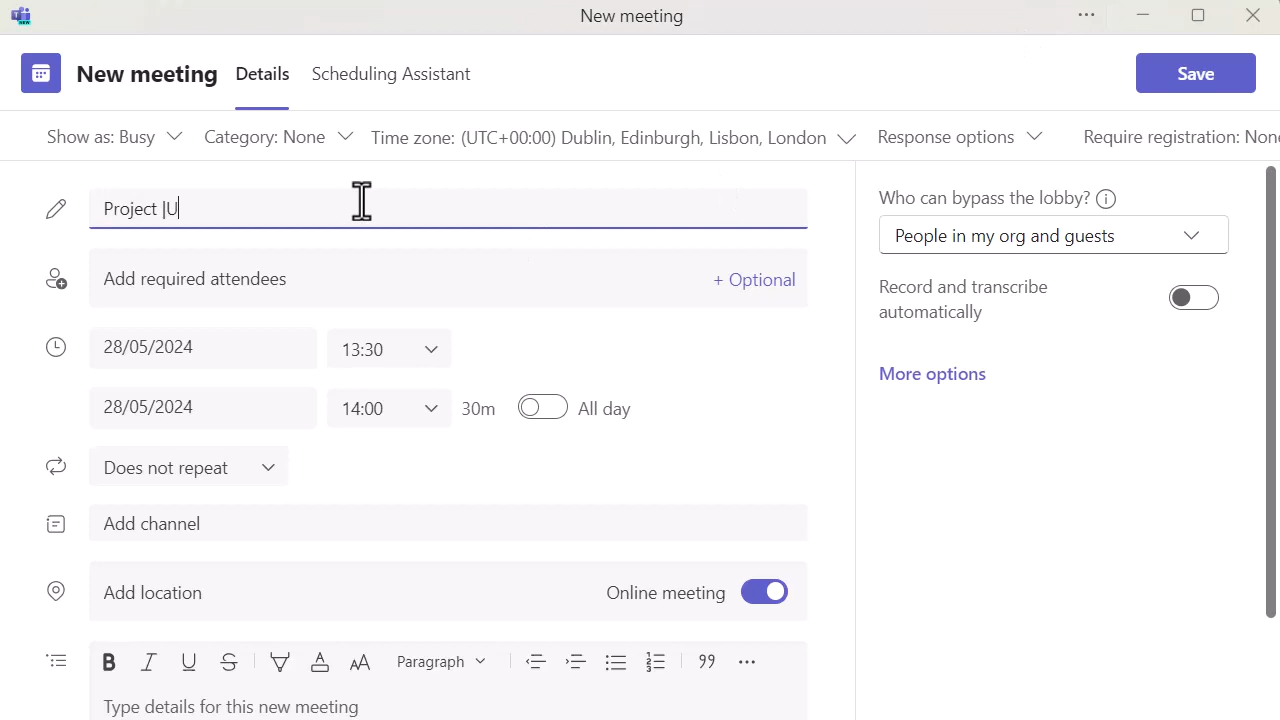 New meeting
New meeting Details Scheduling Assistant Save
Show as: Busy Category: None Time zone: (UTC+00:00) Dublin, Edinburgh, Lisbon, London Response options Require registration: None
Project |U
Add required attendees + Optional
28/05/2024 13:30
28/05/2024 14:00 30m All day
Does not repeat
Add channel
Add location Online meeting
Paragraph
Type details for this new meeting
Who can bypass the lobby?
People in my org and guests
Record and transcribe
automatically
More options